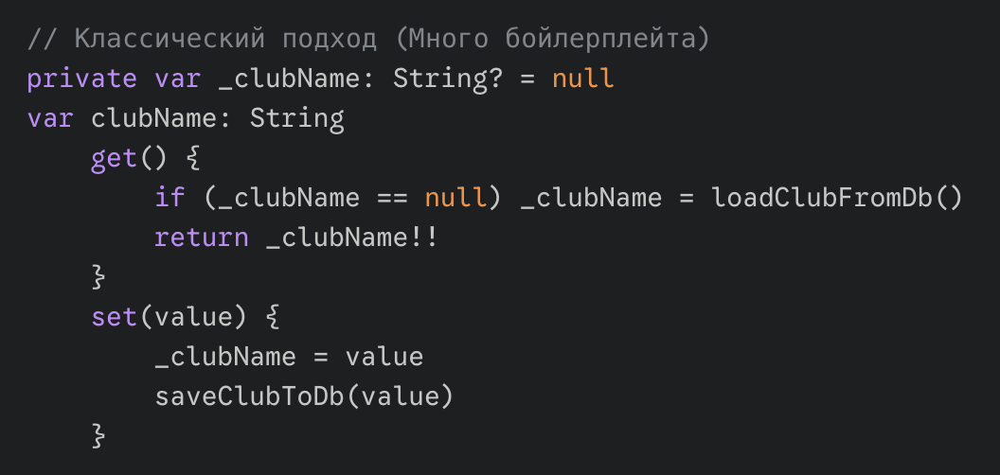 // Классический подход (Много бойлерплейта)
private var _clubName: String? = null
var clubName: String
    get() {
        if (_clubName == null) _clubName = loadClubFromDb()
        return _clubName!!
    }
    set(value) {
        _clubName = value
        saveClubToDb(value)
    }